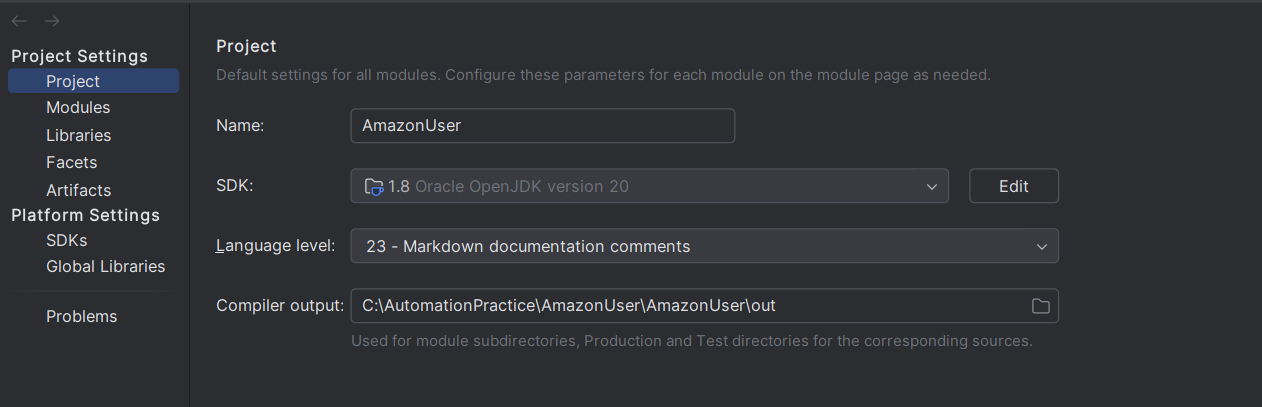 Project Settings
Project
Modules
Libraries
Facets
Artifacts
Platform Settings
SDKs
Global Libraries
Problems
Project
Default settings for all modules. Configure these parameters for each module on the module page as needed.
Name: AmazonUser
SDK: 1.8 Oracle OpenJDK version 20 Edit
Language level: 23 - Markdown documentation comments
Compiler output: C:\AutomationPractice\AmazonUser\AmazonUser\out
Used for module subdirectories, Production and Test directories for the corresponding sources.